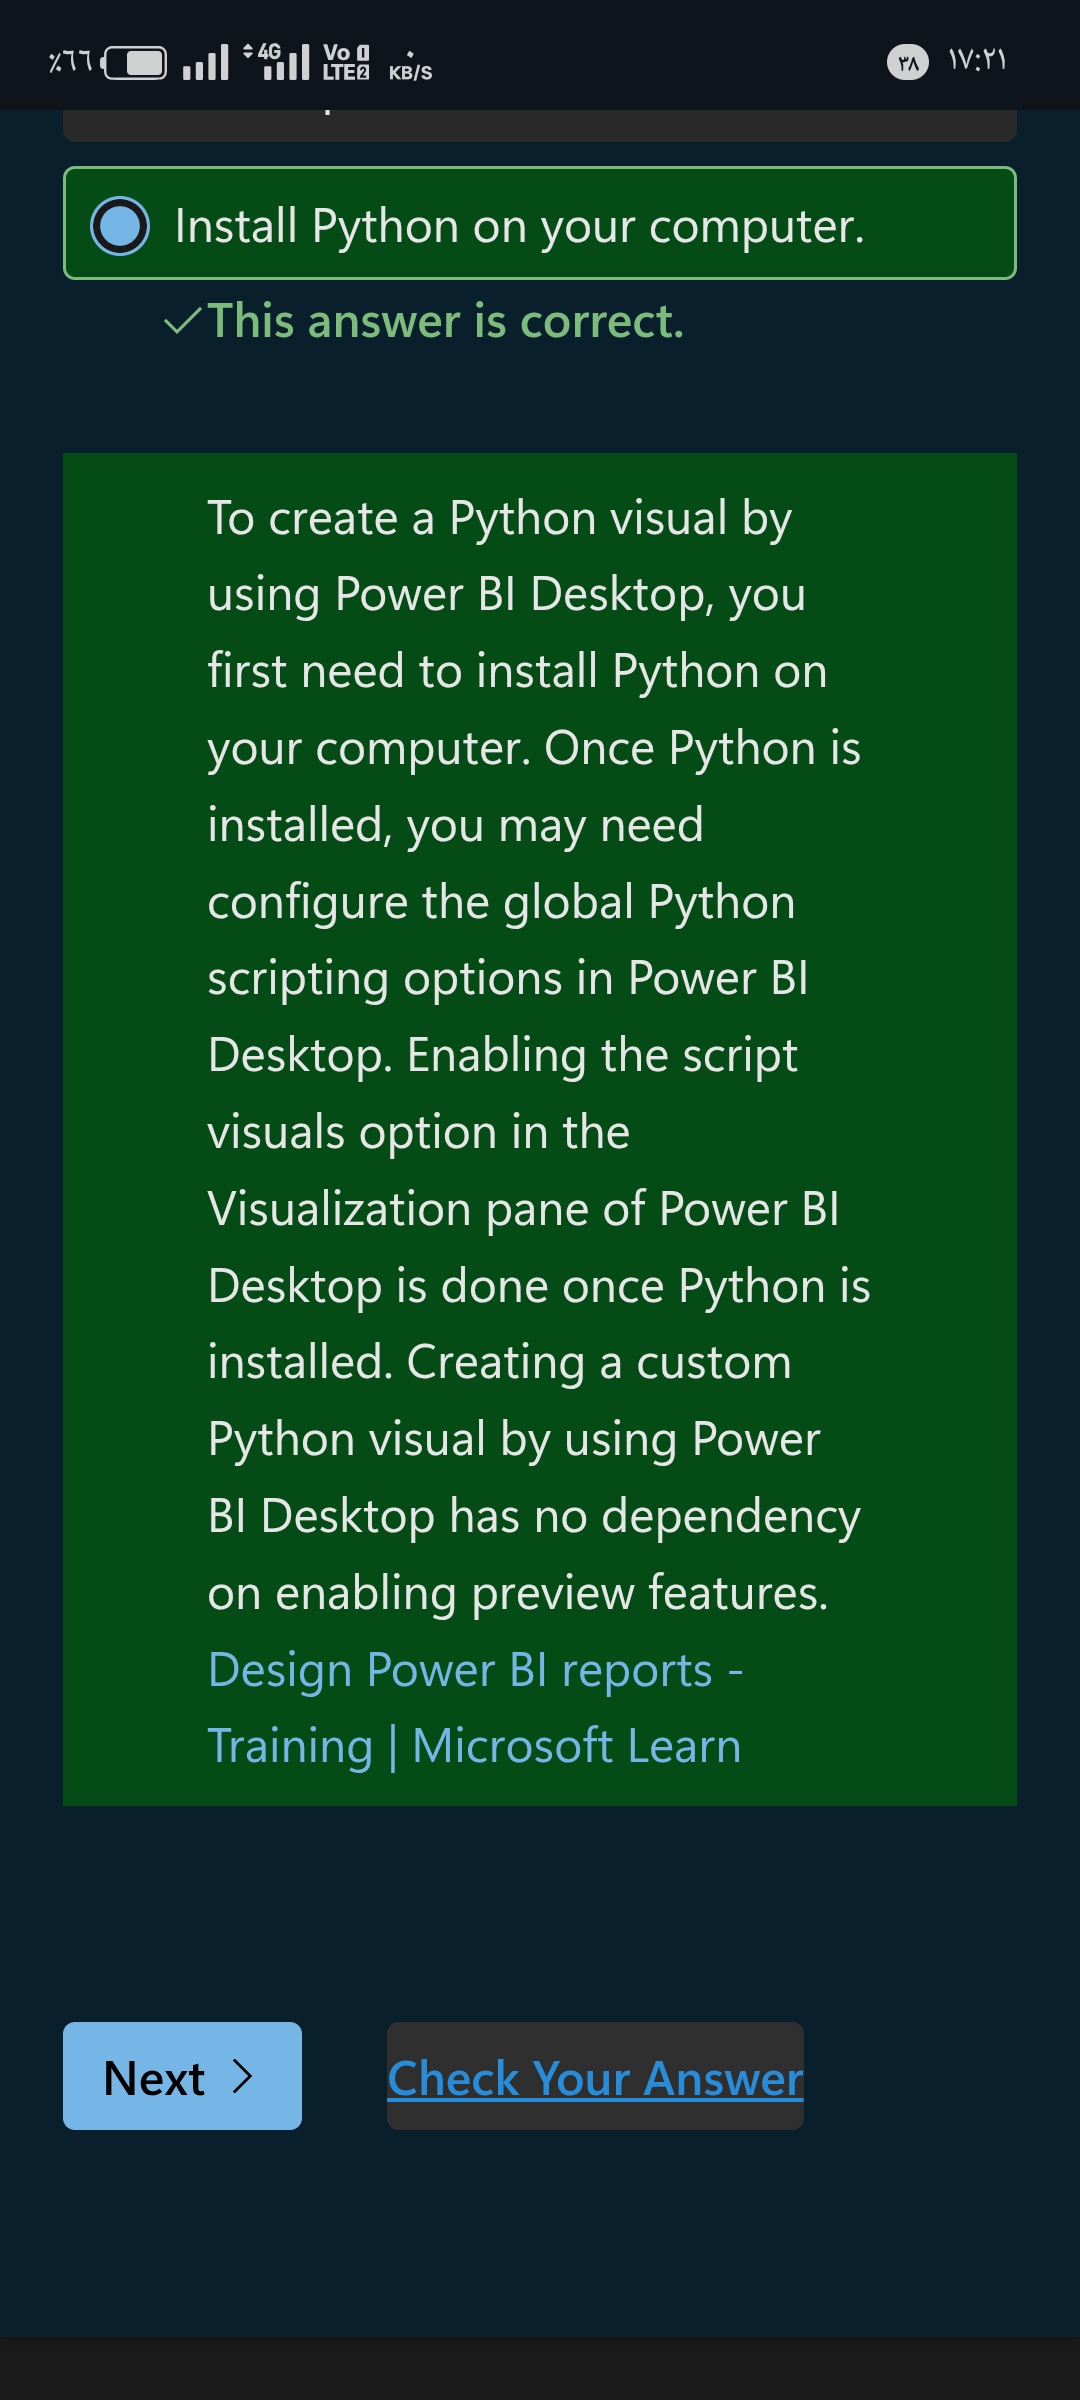 ٪٦٦ 4G Vo 1 LTE 2 ٠ KB/S ٣٨ ١٧:٢١
Install Python on your computer.
This answer is correct.
To create a Python visual by
using Power BI Desktop, you
first need to install Python on
your computer. Once Python is
installed, you may need
configure the global Python
scripting options in Power BI
Desktop. Enabling the script
visuals option in the
Visualization pane of Power BI
Desktop is done once Python is
installed. Creating a custom
Python visual by using Power
BI Desktop has no dependency
on enabling preview features.
Design Power BI reports -
Training | Microsoft Learn
Next
Check Your Answer